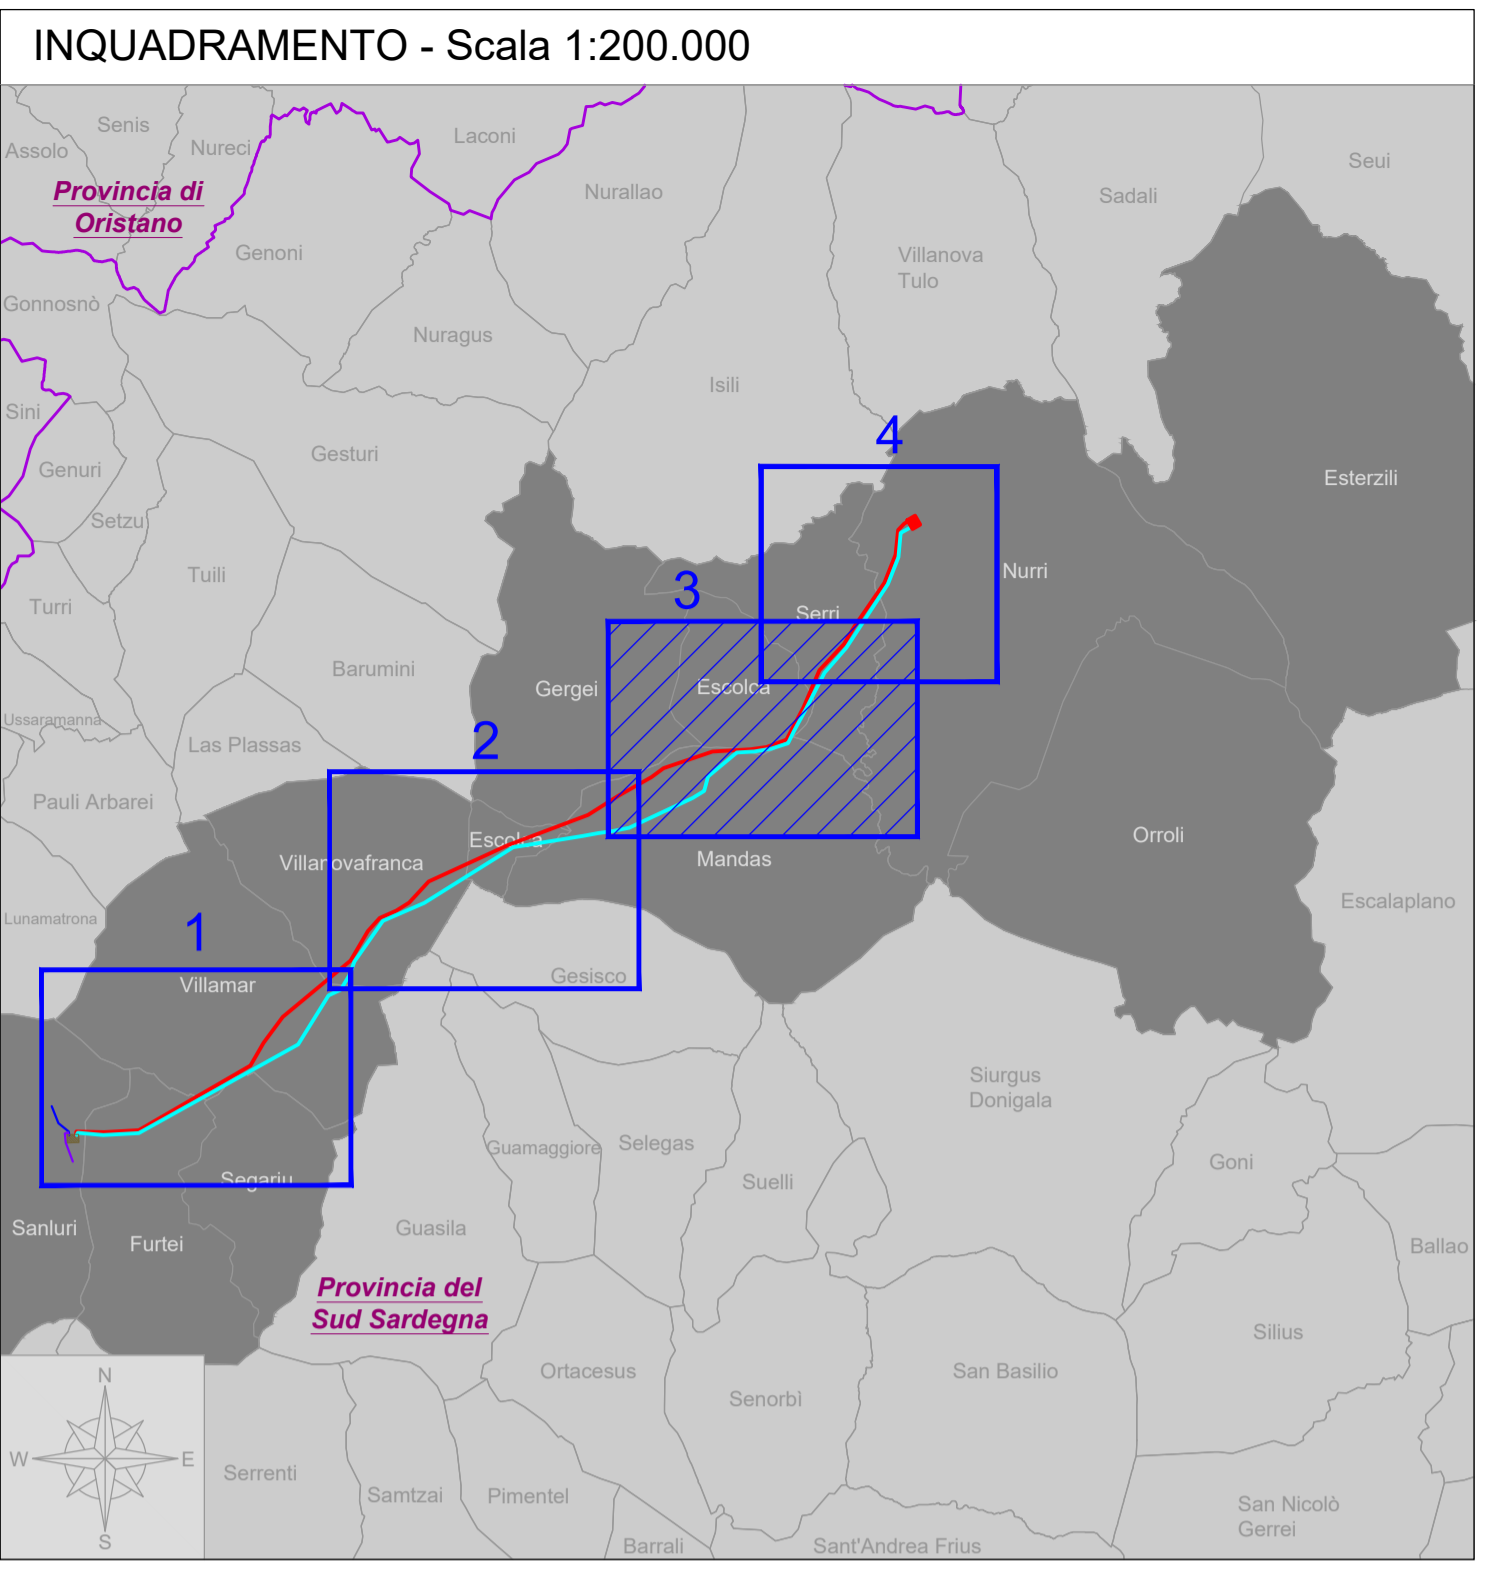 INQUADRAMENTO - Scala 1:200.000
Senis
Assolo
Nureci
Laconi
Provincia di
Oristano
Nurallao
Seui
Sadali
Genoni
Villanova
Tulo
Gonnosnò
Nuragus
Isili
Sini
Genuri
Gesturi
4
Esterzili
Setzu
Tuili
Nurri
3
Turri
Serri
Barumini
Gergei
Escolca
Ussaramanna
Las Plassas
2
Pauli Arbarei
Escolca
Villanovafranca
Mandas
Orroli
Lunamatrona
1
Escalaplano
Villamar
Gesisco
Siurgus
Donigala
Guamaggiore
Selegas
Suelli
Goni
Segariu
Sanluri
Furtei
Guasila
Ballao
Provincia del
Sud Sardegna
Silius
Ortacesus
Senorbì
San Basilio
N
W
E
S
Serrenti
Samtzai
Pimentel
San Nicolò
Gerrei
Barrali
Sant'Andrea Frius